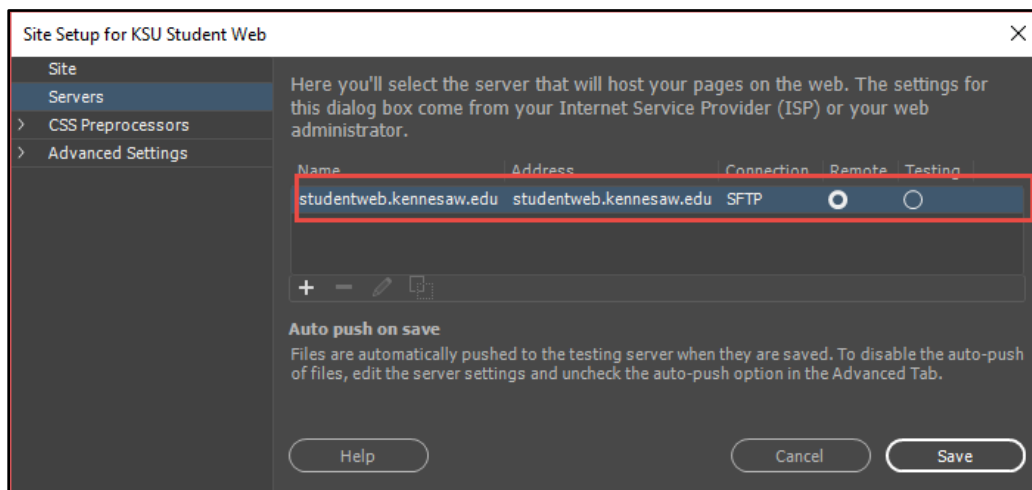 Site Setup for KSU Student Web
Site
Servers
CSS Preprocessors
Advanced Settings
Here you'll select the server that will host your pages on the web. The settings for
this dialog box come from your Internet Service Provider (ISP) or your web
administrator.
Name Address Connection Remote Testing
studentweb.kennesaw.edu studentweb.kennesaw.edu SFTP
Auto push on save
Files are automatically pushed to the testing server when they are saved. To disable the auto-push
of files, edit the server settings and uncheck the auto-push option in the Advanced Tab.
Help Cancel Save